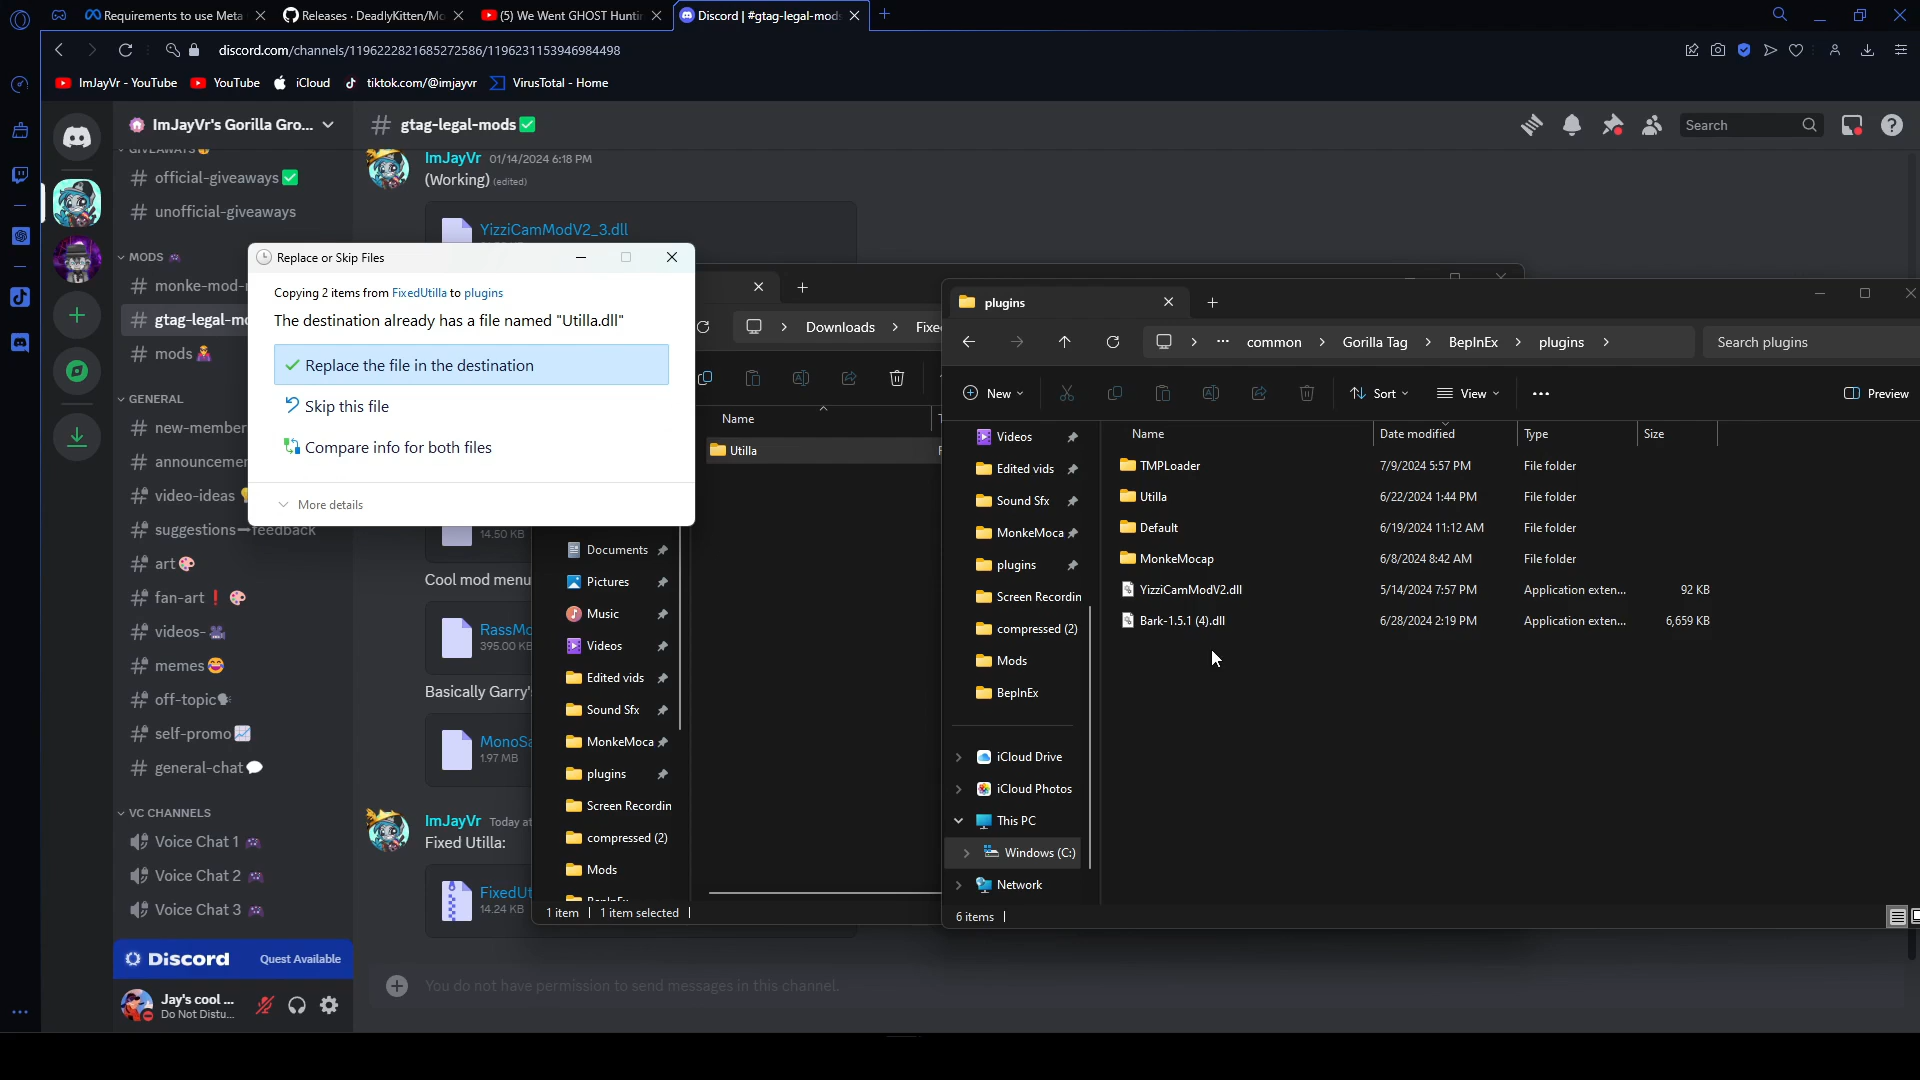 Requirements to use Meta
Releases · DeadlyKitten/Mo
(5) We Went GHOST Huntin
Discord | #gtag-legal-mods
discord.com/channels/1196222821685272586/1196231153946984498
ImJayVr - YouTube
YouTube
iCloud
tiktok.com/@imjayvr
VirusTotal - Home
ImJayVr's Gorilla Gro...
# gtag-legal-mods
Search
official-giveaways
unofficial-giveaways
MODS
monke-mod-
gtag-legal-mo
mods
GENERAL
new-member
announcemen
video-ideas
suggestions
feedback
art
fan-art
videos-
memes
off-topic
self-promo
general-chat
VC CHANNELS
Voice Chat 1
Voice Chat 2
Voice Chat 3
Discord
Quest Available
Jay's cool ...
Do Not Distu...
ImJayVr 01/14/2024 6:18 PM
(Working) (edited)
YizziCamModV2_3.dll
14.50 KB
Cool mod menu
RassMo
395.00 KB
Basically Garry'
MonoSa
1.97 MB
ImJayVr Today at
Fixed Utilla:
FixedUt
14.24 KB
You do not have permission to send messages in this channel.
Replace or Skip Files
Copying 2 items from FixedUtilla to plugins
The destination already has a file named "Utilla.dll"
Replace the file in the destination
Skip this file
Compare info for both files
More details
Downloads
Fixe
Name
Utilla
Documents
Pictures
Music
Videos
Edited vids
Sound Sfx
MonkeMoca
plugins
Screen Recordin
compressed (2)
Mods
1 item
1 item selected
plugins
common
Gorilla Tag
BepInEx
plugins
Search plugins
New
Sort
View
Preview
Videos
Edited vids
Sound Sfx
MonkeMoca
plugins
Screen Recordin
compressed (2)
Mods
BepInEx
iCloud Drive
iCloud Photos
This PC
Windows (C:)
Network
Name Date modified Type Size
TMPLoader 7/9/2024 5:57 PM File folder
Utilla 6/22/2024 1:44 PM File folder
Default 6/19/2024 11:12 AM File folder
MonkeMocap 6/8/2024 8:42 AM File folder
YizziCamModV2.dll 5/14/2024 7:57 PM Application exten... 92 KB
Bark-1.5.1 (4).dll 6/28/2024 2:19 PM Application exten... 6,659 KB
6 items